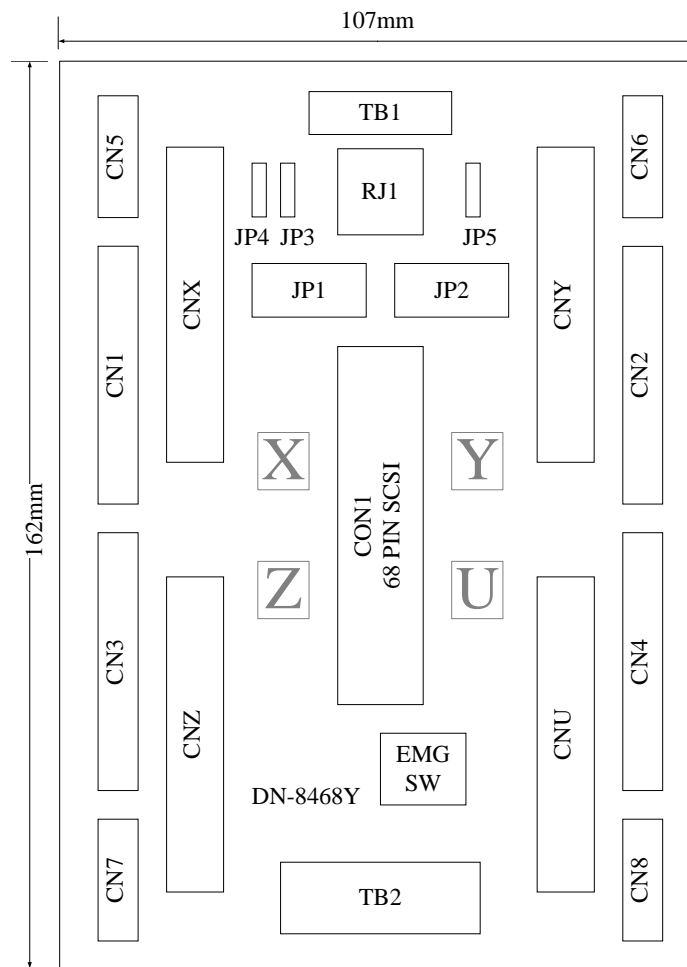 107mm
TB1
CN5
CN6
RJ1
JP4
JP3
JP5
JP1
JP2
CNX
CNY
CN1
CN2
X
Y
162mm
CON1
68 PIN SCSI
Z
U
CN3
CN4
CNZ
CNU
EMG
SW
DN-8468Y
CN7
CN8
TB2